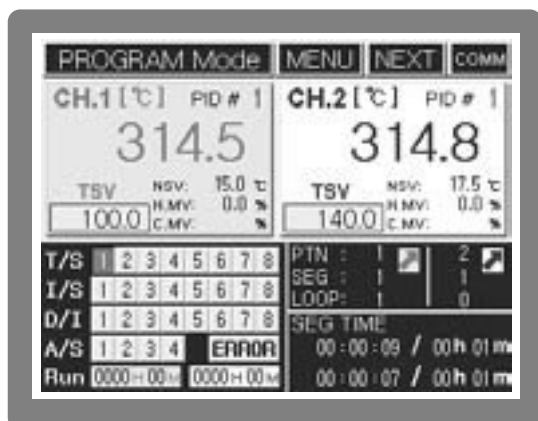 PROGRAM Mode MENU NEXT COMM
CH.1 [℃] PID # 1
314.5
TSV
100.0
NSV: 15.0 ℃
H.MV: 0.0 %
C.MV: %
CH.2 [℃] PID # 1
314.8
TSV
140.0
NSV: 17.5 ℃
H.MV: 0.0 %
C.MV: %
T/S 1 2 3 4 5 6 7 8
I/S 1 2 3 4 5 6 7 8
D/I 1 2 3 4 5 6 7 8
A/S 1 2 3 4 ERROR
Run 0000 H 00 M 0000 H 00 M
PTN : 1 2
SEG : 1 1
LOOP: 1 0
SEG TIME
00:00:09 / 00h 01m
00:00:07 / 00h 01m